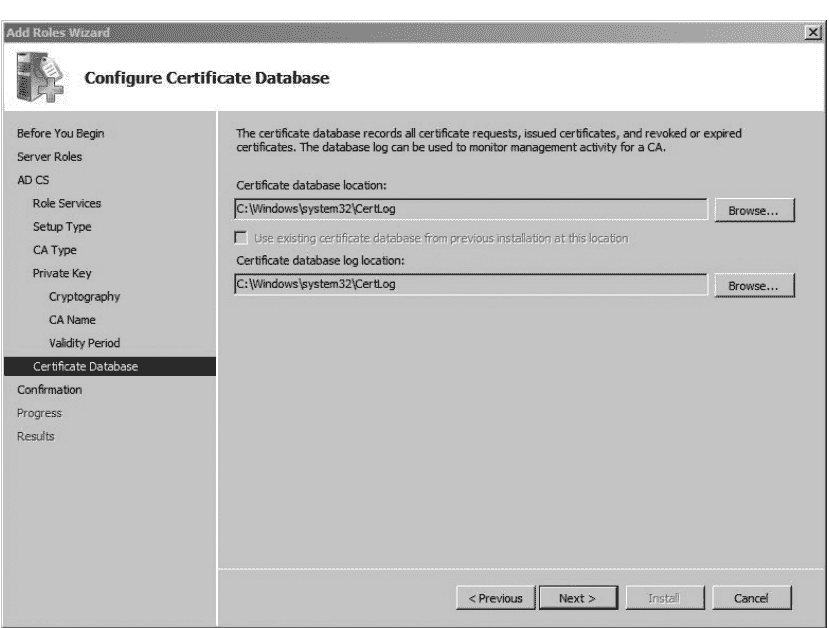 Add Roles Wizard
Configure Certificate Database
Before You Begin
Server Roles
AD CS
Role Services
Setup Type
CA Type
Private Key
Cryptography
CA Name
Validity Period
Certificate Database
Confirmation
Progress
Results
The certificate database records all certificate requests, issued certificates, and revoked or expired
certificates. The database log can be used to monitor management activity for a CA.
Certificate database location:
C:\Windows\system32\CertLog
Browse...
Use existing certificate database from previous installation at this location
Certificate database log location:
C:\Windows\system32\CertLog
Browse...
< Previous
Next >
Install
Cancel